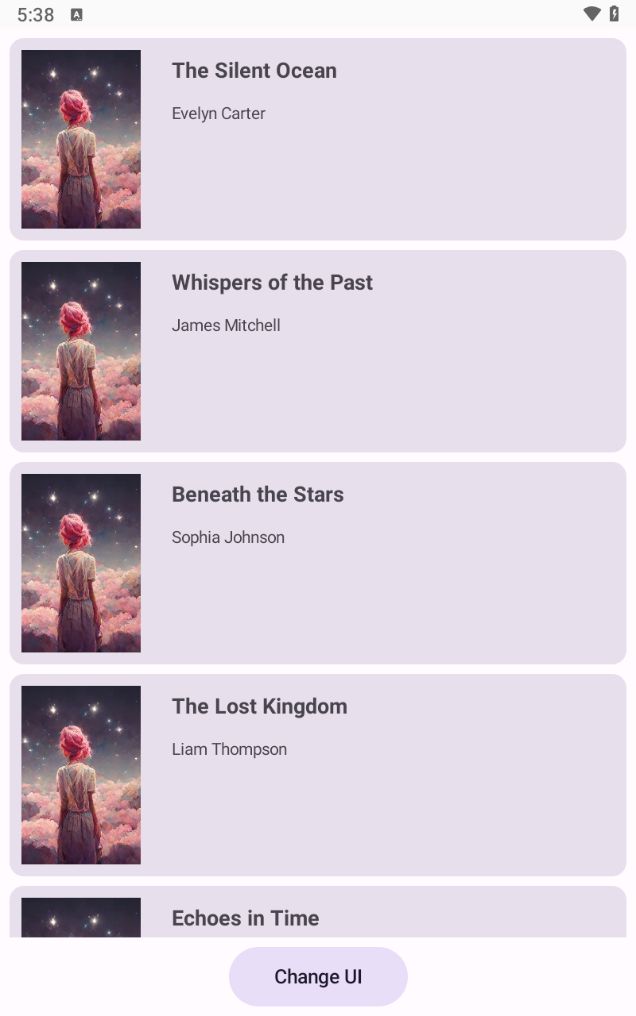 5:38
A
The Silent Ocean
Evelyn Carter
Whispers of the Past
James Mitchell
Beneath the Stars
Sophia Johnson
The Lost Kingdom
Liam Thompson
Echoes in Time
Change UI